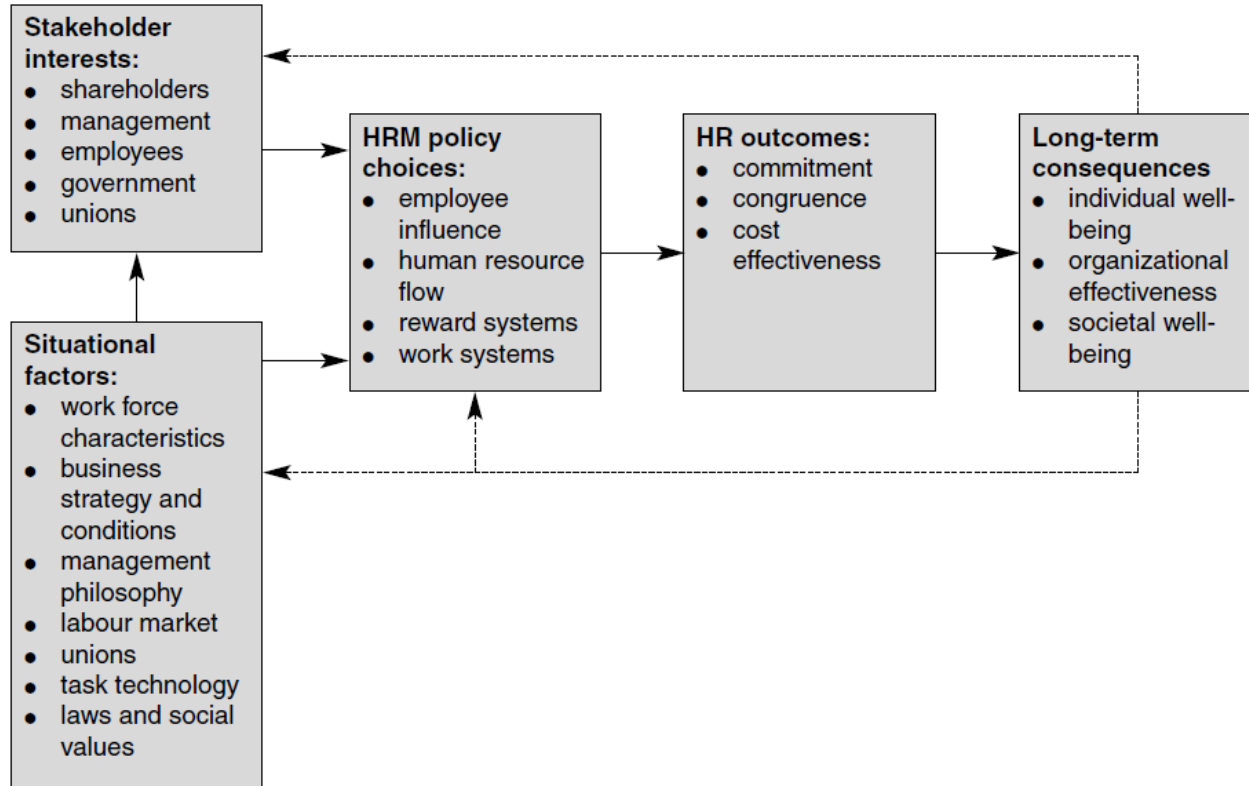 Stakeholder
interests:
● shareholders
● management
● employees
● government
● unions
Situational
factors:
● work force
characteristics
● business
strategy and
conditions
● management
philosophy
● labour market
● unions
● task technology
● laws and social
values
HRM policy
choices:
● employee
influence
● human resource
flow
● reward systems
● work systems
HR outcomes:
● commitment
● congruence
● cost
effectiveness
Long-term
consequences
● individual well-
being
● organizational
effectiveness
● societal well-
being